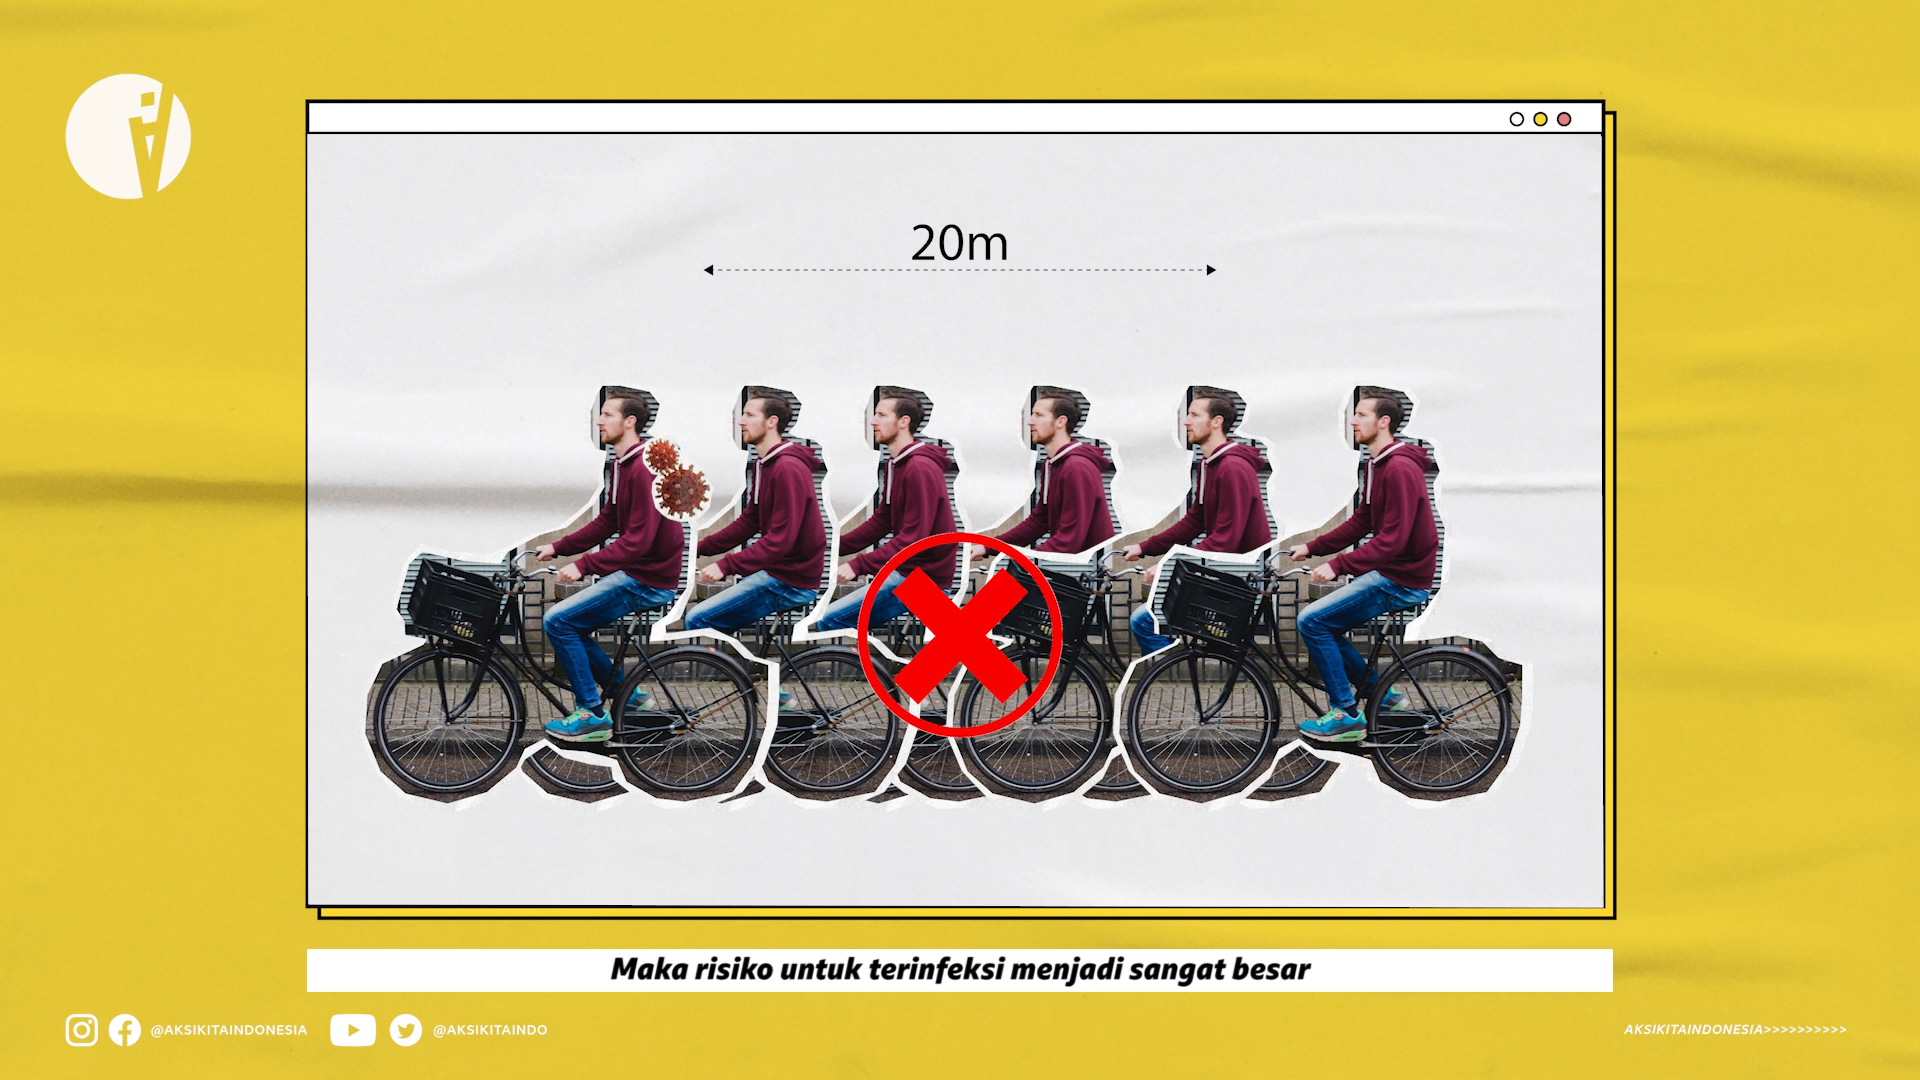 20m
Maka risiko untuk terinfeksi menjadi sangat besar
@AKSIKITAINDONESIA
@AKSIKITAINDO
AKSIKITAINDONESIA>>>>>>>>>>